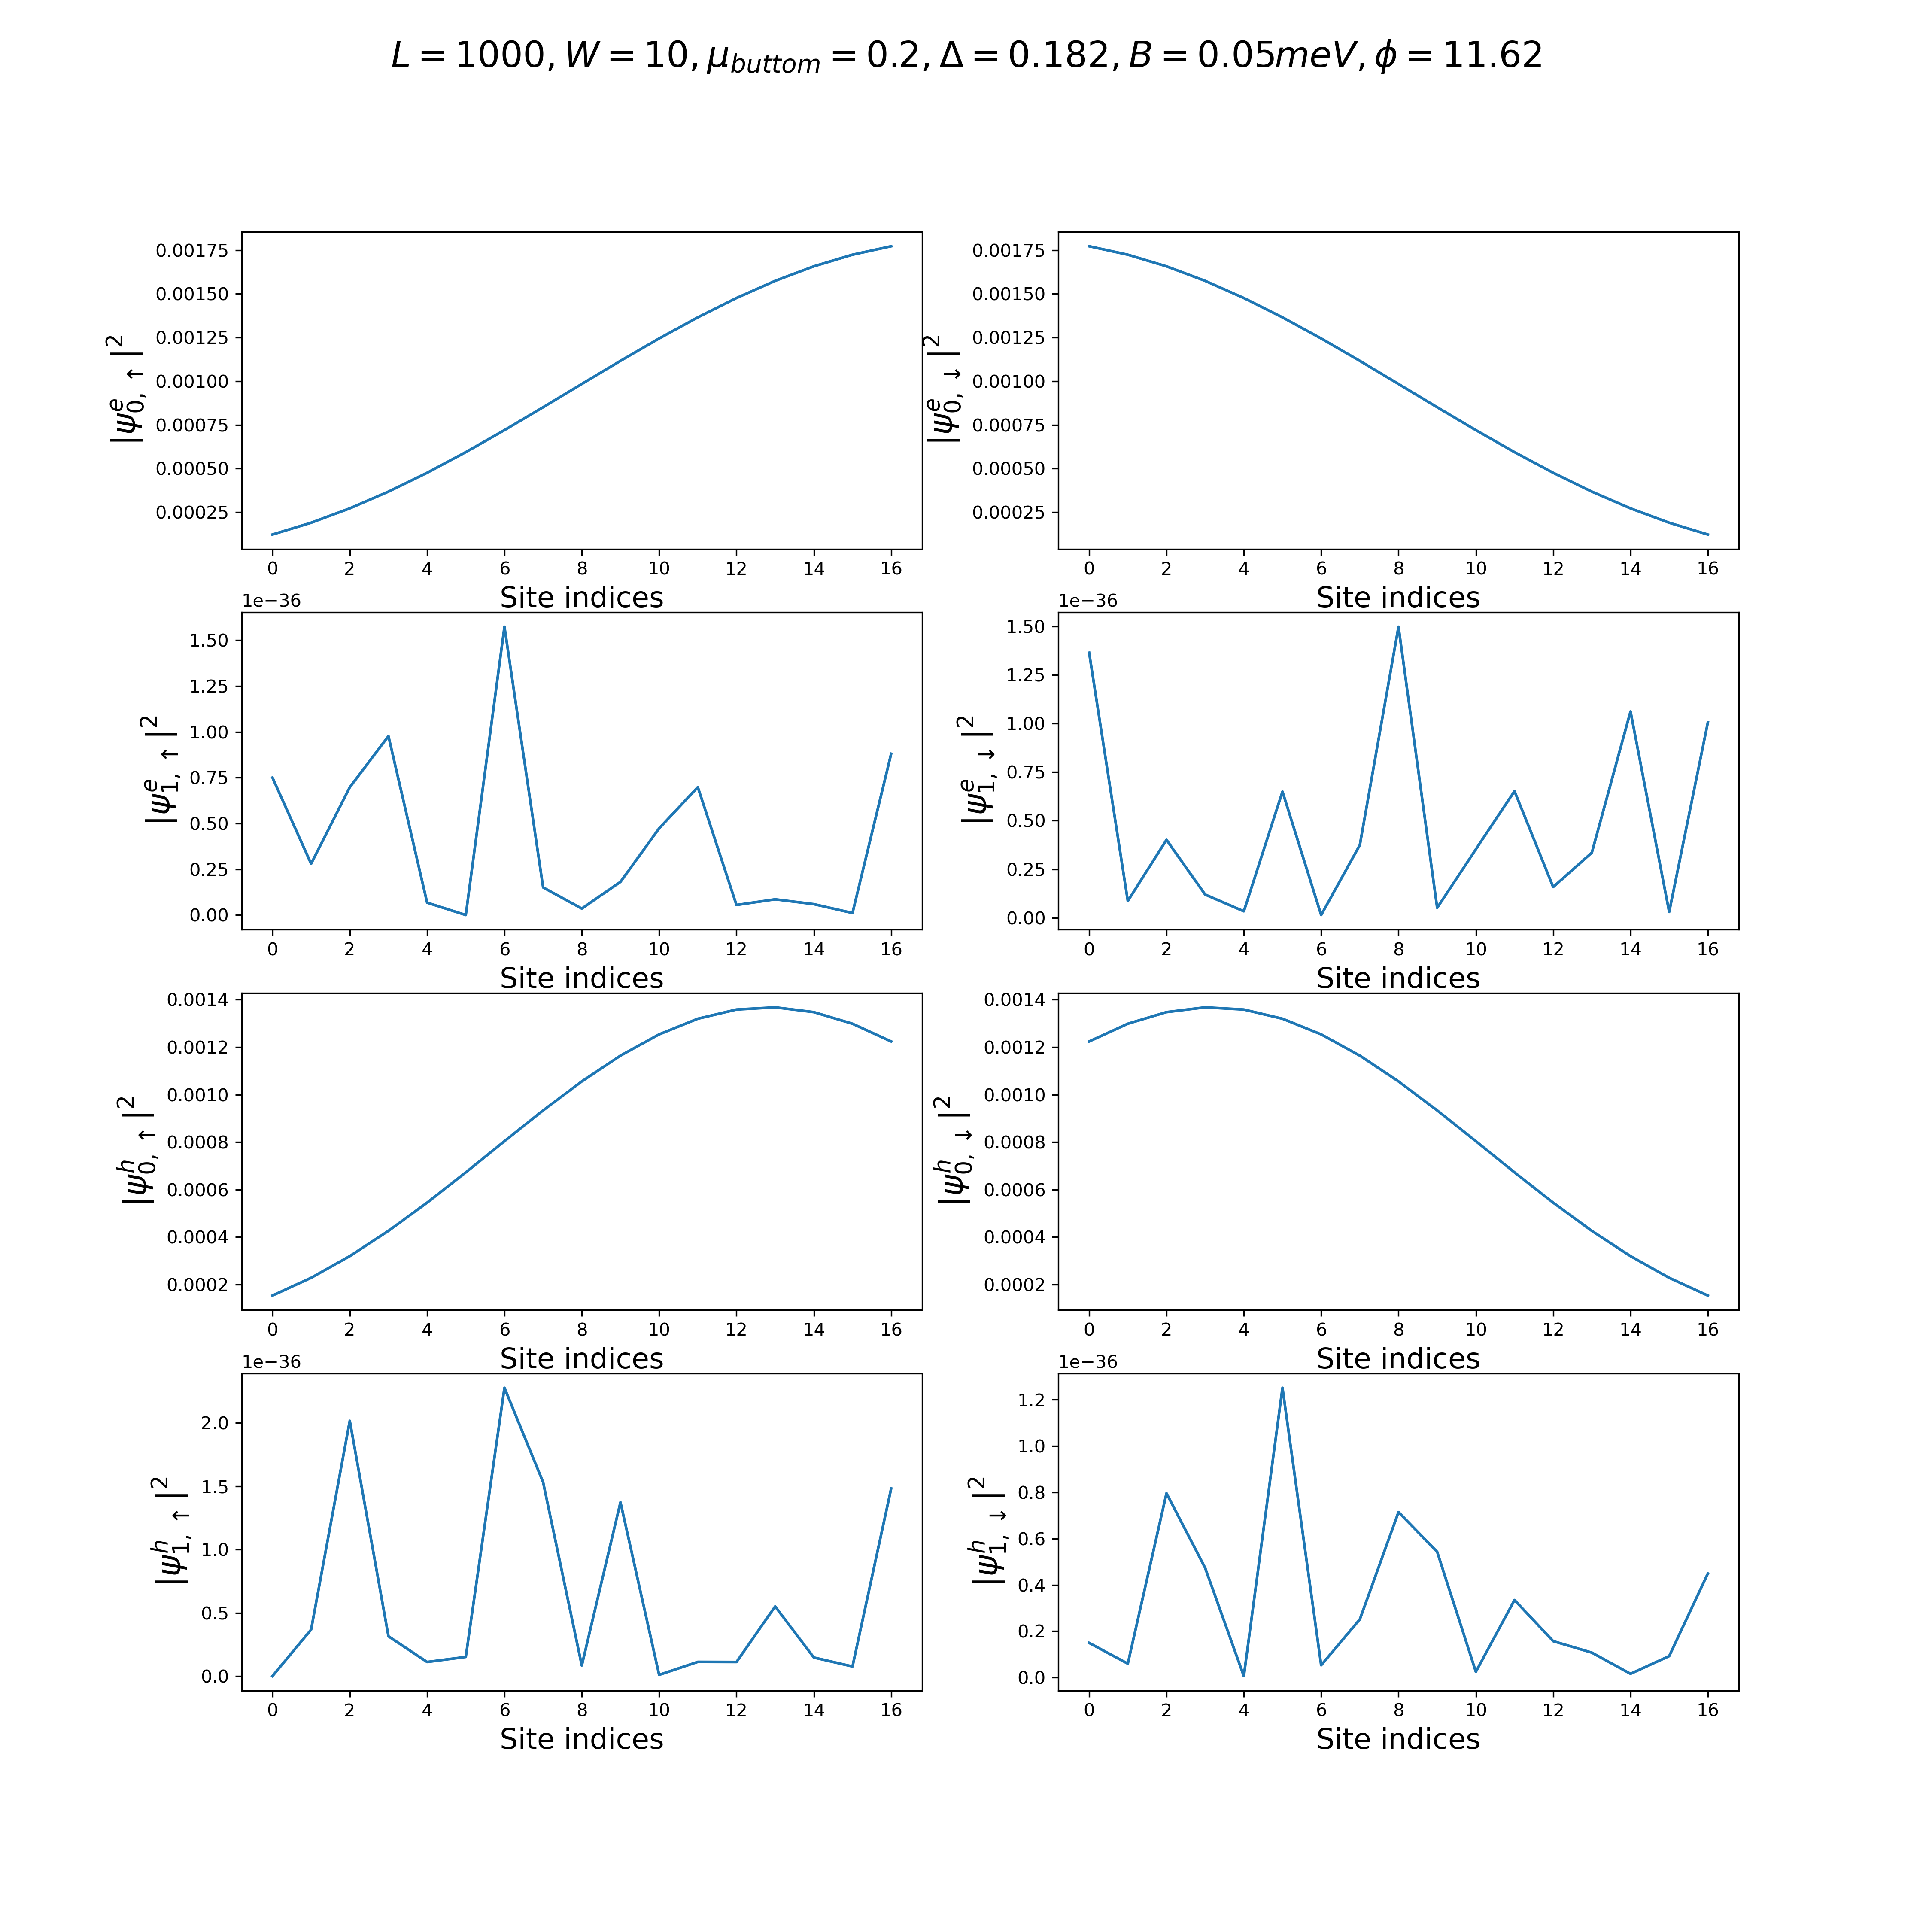 L = 1000, W = 10, μ_{buttom} = 0.2, Δ = 0.182, B = 0.05meV, ϕ = 11.62
|ψ^e_{0,↑}|^2
0.00175
0.00150
0.00125
0.00100
0.00075
0.00050
0.00025
0 2 4 6 8 10 12 14 16
Site indices
|ψ^e_{0,↓}|^2
0.00175
0.00150
0.00125
0.00100
0.00075
0.00050
0.00025
0 2 4 6 8 10 12 14 16
Site indices
1e−36
|ψ^e_{1,↑}|^2
1.50
1.25
1.00
0.75
0.50
0.25
0.00
0 2 4 6 8 10 12 14 16
Site indices
1e−36
|ψ^e_{1,↓}|^2
1.50
1.25
1.00
0.75
0.50
0.25
0.00
0 2 4 6 8 10 12 14 16
Site indices
|ψ^h_{0,↑}|^2
0.0014
0.0012
0.0010
0.0008
0.0006
0.0004
0.0002
0 2 4 6 8 10 12 14 16
Site indices
|ψ^h_{0,↓}|^2
0.0014
0.0012
0.0010
0.0008
0.0006
0.0004
0.0002
0 2 4 6 8 10 12 14 16
Site indices
1e−36
|ψ^h_{1,↑}|^2
2.0
1.5
1.0
0.5
0.0
0 2 4 6 8 10 12 14 16
Site indices
1e−36
|ψ^h_{1,↓}|^2
1.2
1.0
0.8
0.6
0.4
0.2
0.0
0 2 4 6 8 10 12 14 16
Site indices